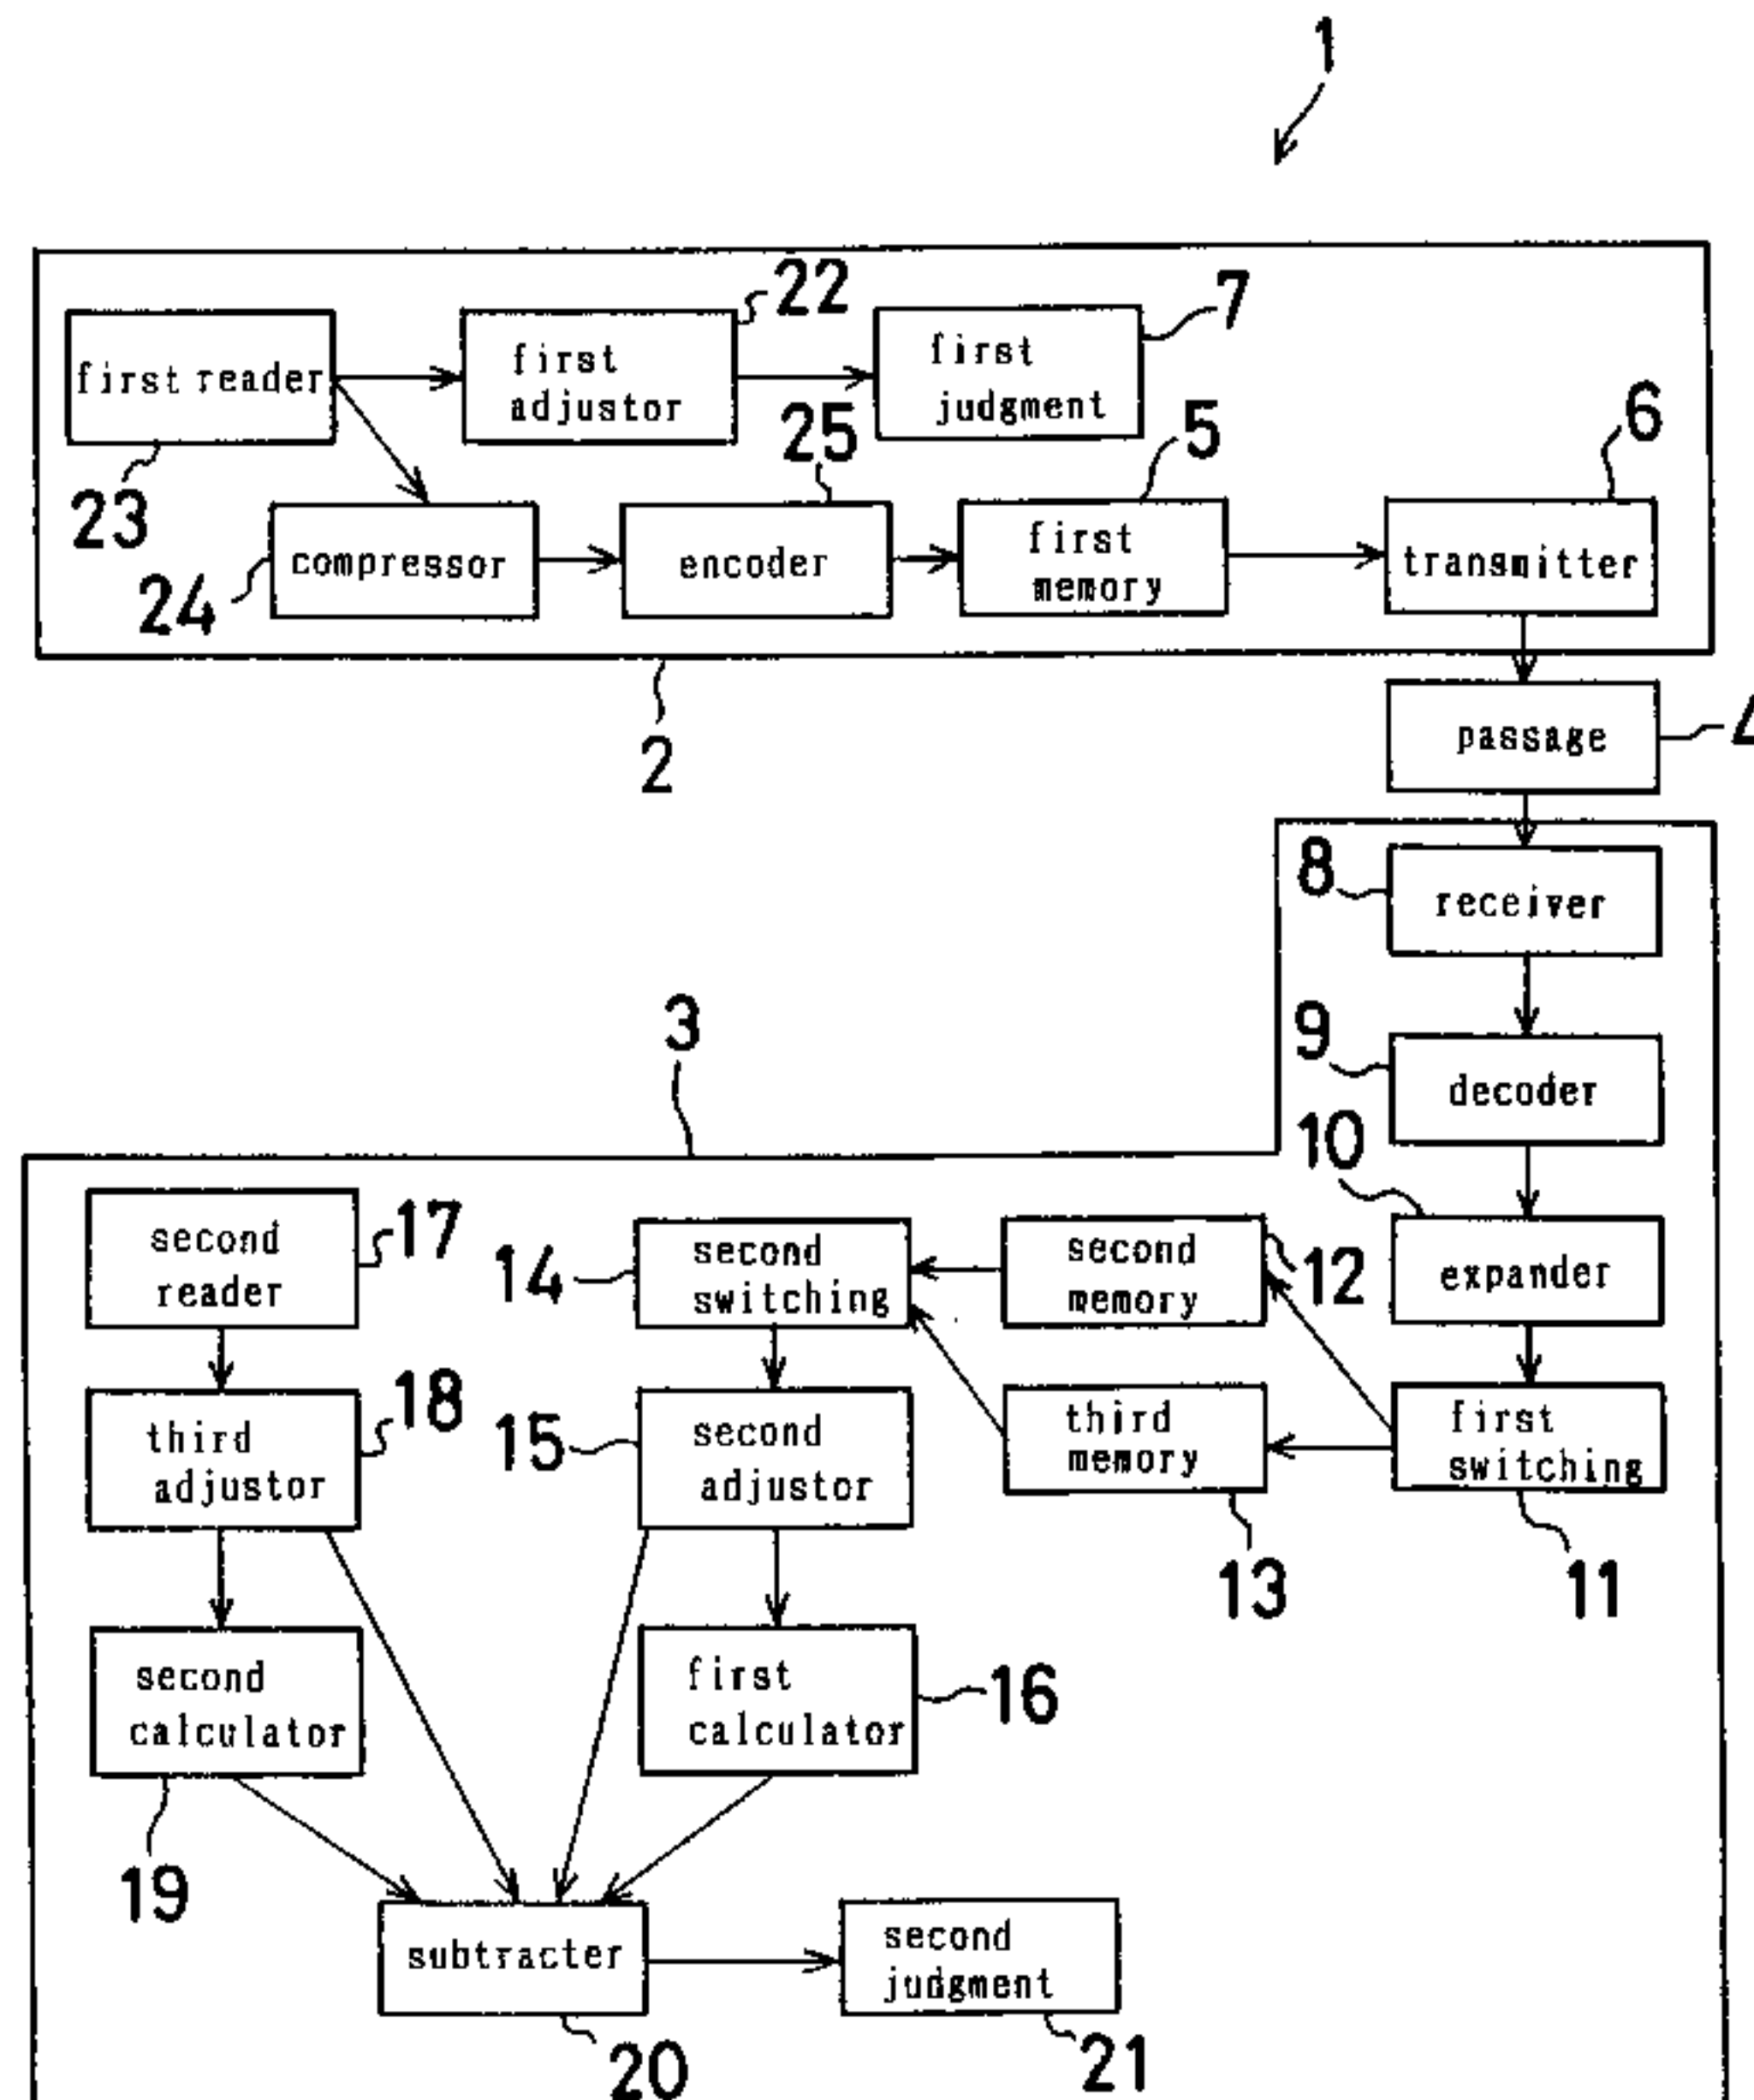 1
22
7
first reader
first
adjustor
first
judgment
23
25
5
6
compressor
encoder
first
memory
transmitter
24
2
passage
4
8
receiver
3
9
decoder
10
second
reader
17
14
second
switching
second
memory
12
expander
third
adjustor
18
15
second
adjustor
third
memory
first
switching
13
11
second
calculator
first
calculator
16
19
subtracter
second
judgment
20
21